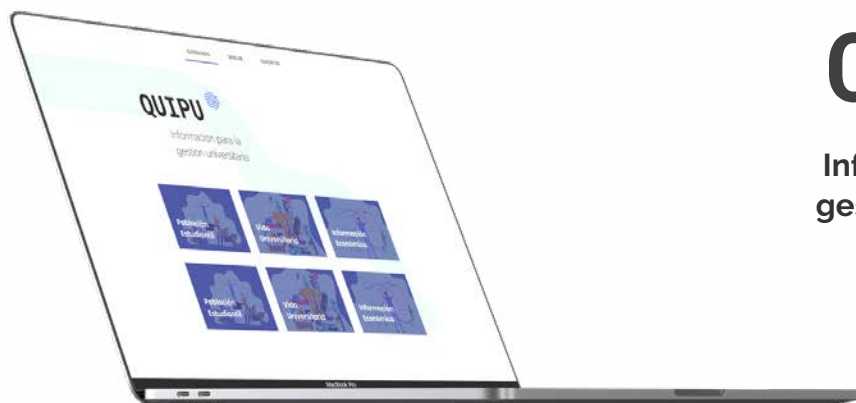 QUIPU
Información para la
gestión universitaria
Población
Estudiantil
Vida
Universitaria
Información
Económica
Población
Estudiantil
Vida
Universitaria
Información
Económica
MacBook Pro
Inf
ges